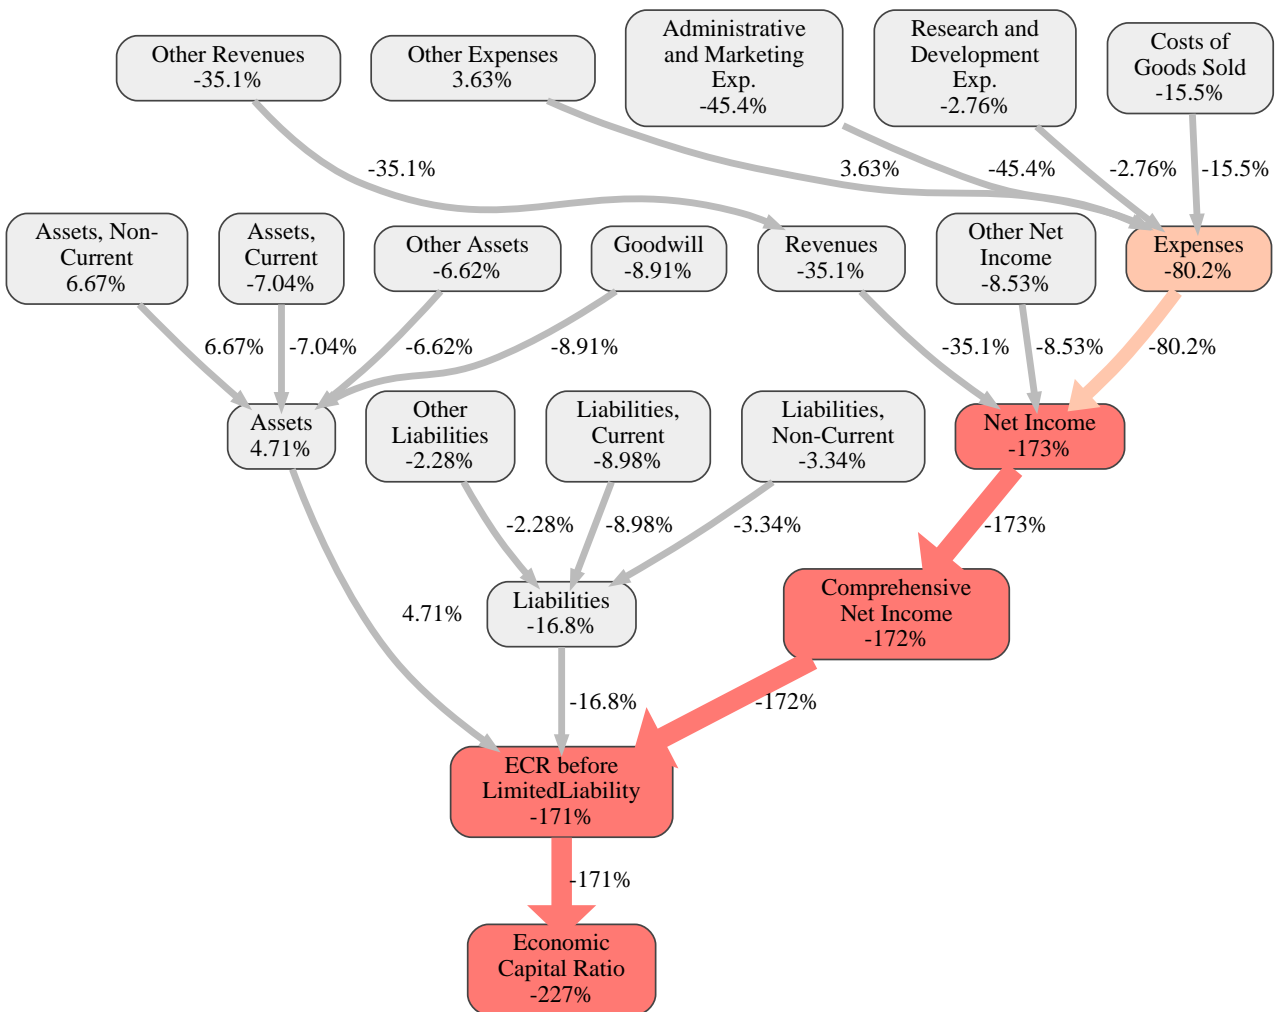 Other Revenues
-35.1%
Other Expenses
3.63%
Administrative
and Marketing
Exp.
-45.4%
Research and
Development
Exp.
-2.76%
Costs of
Goods Sold
-15.5%
-35.1%
3.63%
-45.4%
-2.76%
-15.5%
Assets, Non-
Current
6.67%
Assets,
Current
-7.04%
Other Assets
-6.62%
Goodwill
-8.91%
Revenues
-35.1%
Other Net
Income
-8.53%
Expenses
-80.2%
6.67%
-7.04%
-6.62%
-8.91%
-35.1%
-8.53%
-80.2%
Assets
4.71%
Other
Liabilities
-2.28%
Liabilities,
Current
-8.98%
Liabilities,
Non-Current
-3.34%
Net Income
-173%
-2.28%
-8.98%
-3.34%
-173%
4.71%
Liabilities
-16.8%
Comprehensive
Net Income
-172%
-16.8%
-172%
ECR before
LimitedLiability
-171%
-171%
Economic
Capital Ratio
-227%